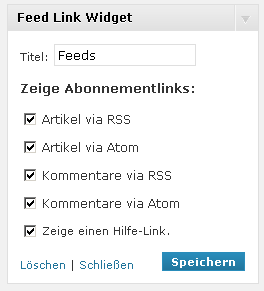 Feed Link Widget
Titel: Feeds
Zeige Abonnementlinks:
Artikel via RSS
Artikel via Atom
Kommentare via RSS
Kommentare via Atom
Zeige einen Hilfe-Link.
Löschen | Schließen Speichern